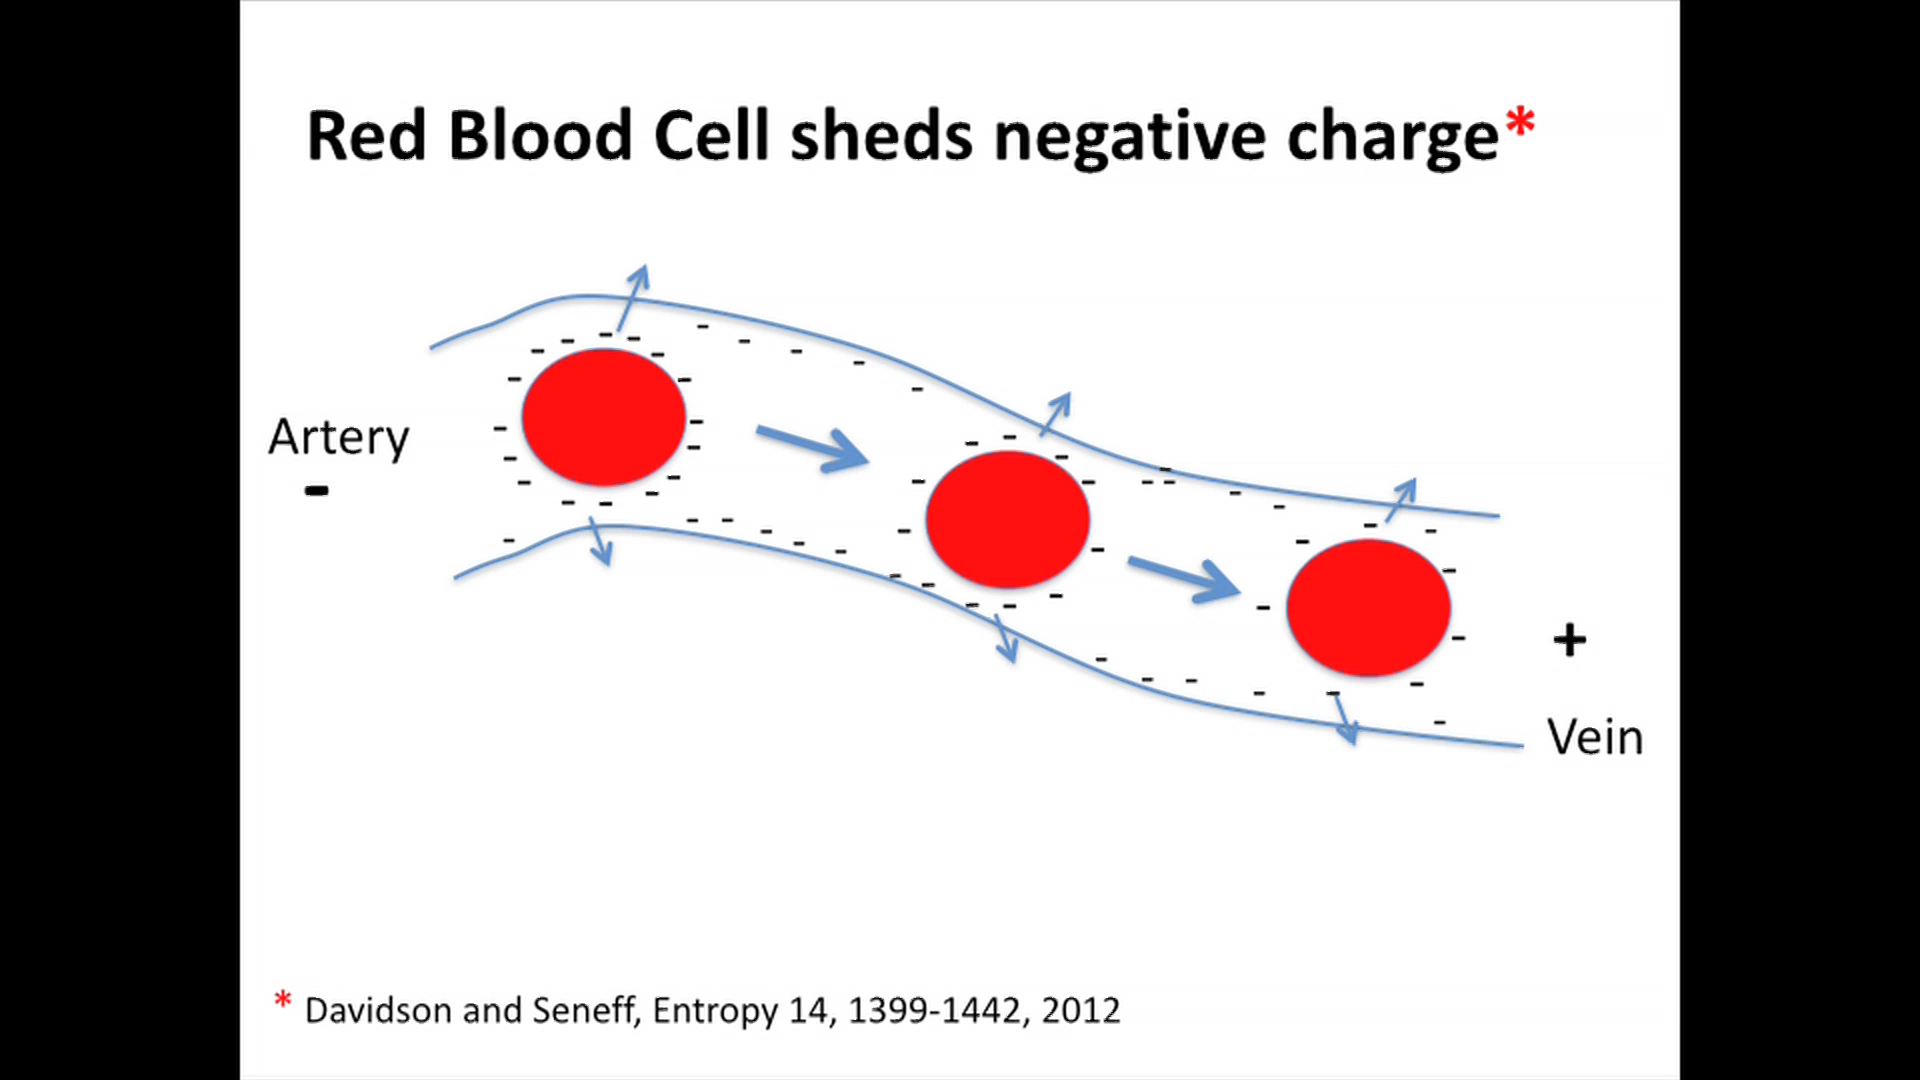 Red Blood Cell sheds negative charge*
Artery
-
+
Vein
* Davidson and Seneff, Entropy 14, 1399-1442, 2012